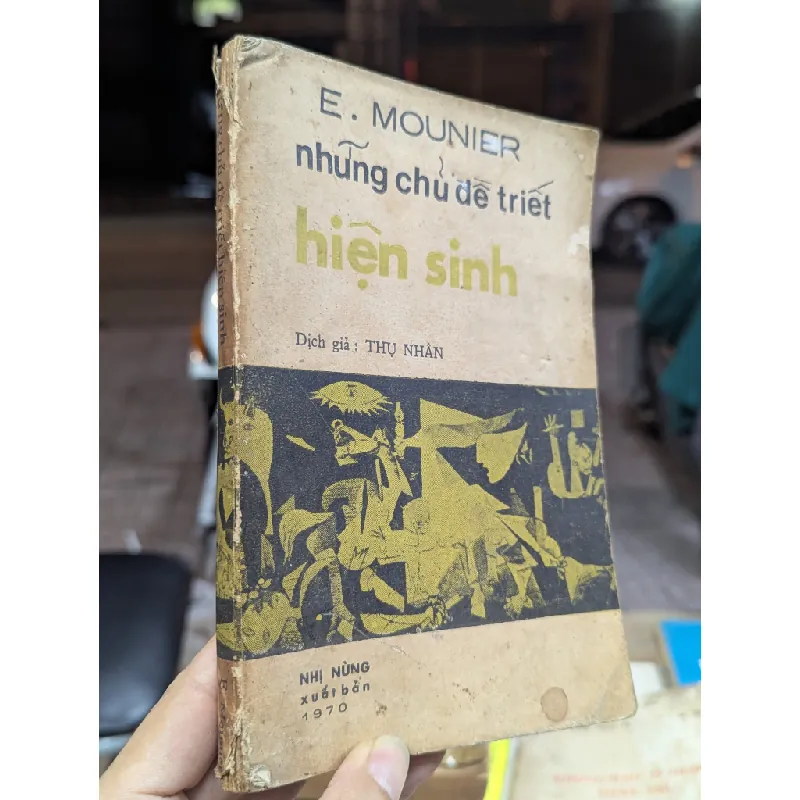 E. MOUNIER
những chủ đề triết
hiện sinh
Dịch giả : THỤ NHÂN
NHỊ NÙNG
xuất bản
1970